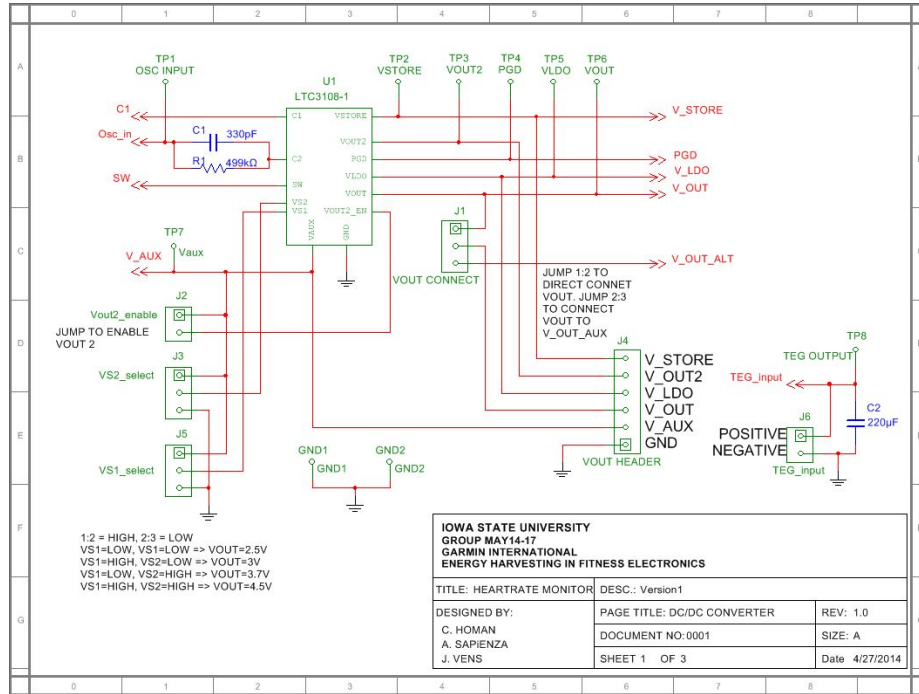 0 1 2 3 4 5 6 7 8
A
B
C
D
E
F
G
TP1
OSC INPUT
U1
LTC3108-1
TP2
VSTORE
TP3
VOUT2
TP4
PGD
TP5
VLDO
TP6
VOUT
C1
Osc_in
SW
C1
330pF
R1
499kΩ
C1
C2
SW
VS2
VS1
VAUX
GND
VSTORE
VOUT2
PGD
VLDO
VOUT
VOUT2_EN
V_STORE
PGD
V_LDO
V_OUT
V_OUT_ALT
J1
VOUT CONNECT
JUMP 1:2 TO
DIRECT CONNET
VOUT. JUMP 2:3
TO CONNECT
VOUT TO
V_OUT_AUX
TP7
Vaux
V_AUX
J2
Vout2_enable
JUMP TO ENABLE
VOUT 2
J3
VS2_select
J5
VS1_select
GND1
GND1
GND2
GND2
J4
V_STORE
V_OUT2
V_LDO
V_OUT
V_AUX
GND
VOUT HEADER
TP8
TEG OUTPUT
TEG_input
C2
220µF
J6
POSITIVE
NEGATIVE
TEG_input
1:2 = HIGH, 2:3 = LOW
VS1=LOW, VS1=LOW => VOUT=2.5V
VS1=HIGH, VS2=LOW => VOUT=3V
VS1=LOW, VS2=HIGH => VOUT=3.7V
VS1=HIGH, VS2=HIGH => VOUT=4.5V
IOWA STATE UNIVERSITY
GROUP MAY14-17
GARMIN INTERNATIONAL
ENERGY HARVESTING IN FITNESS ELECTRONICS
TITLE: HEARTRATE MONITOR DESC.: Version1
DESIGNED BY:
C. HOMAN
A. SAPiENZA
J. VENS
PAGE TITLE: DC/DC CONVERTER REV: 1.0
DOCUMENT NO:0001 SIZE: A
SHEET 1 OF 3 Date 4/27/2014
0 1 2 3 4 5 6 7 8